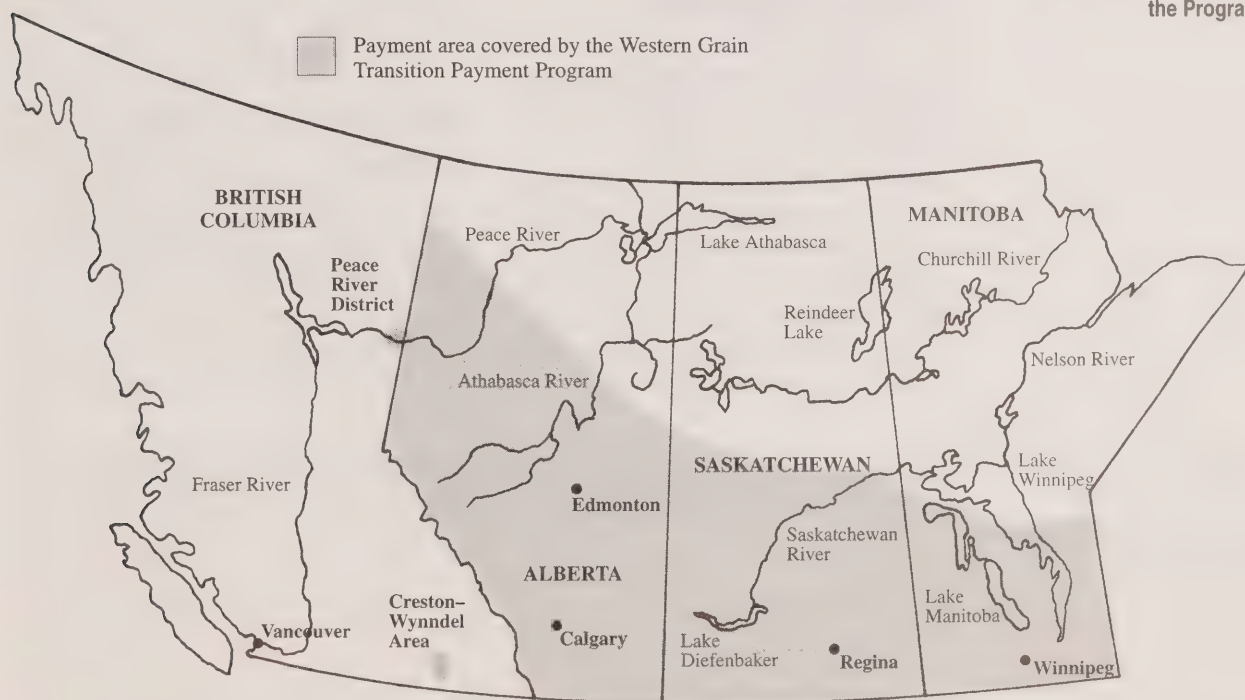 the Progra
Payment area covered by the Western Grain
Transition Payment Program
BRITISH
COLUMBIA
Peace
River
District
Peace River
Lake Athabasca
MANITOBA
Churchill River
Reindeer
Lake
Nelson River
Athabasca River
SASKATCHEWAN
Lake
Winnipeg
Fraser River
Edmonton
Saskatchewan
River
ALBERTA
Creston–
Wynndel
Area
Lake
Manitoba
Vancouver
Calgary
Lake
Diefenbaker
Regina
Winnipeg